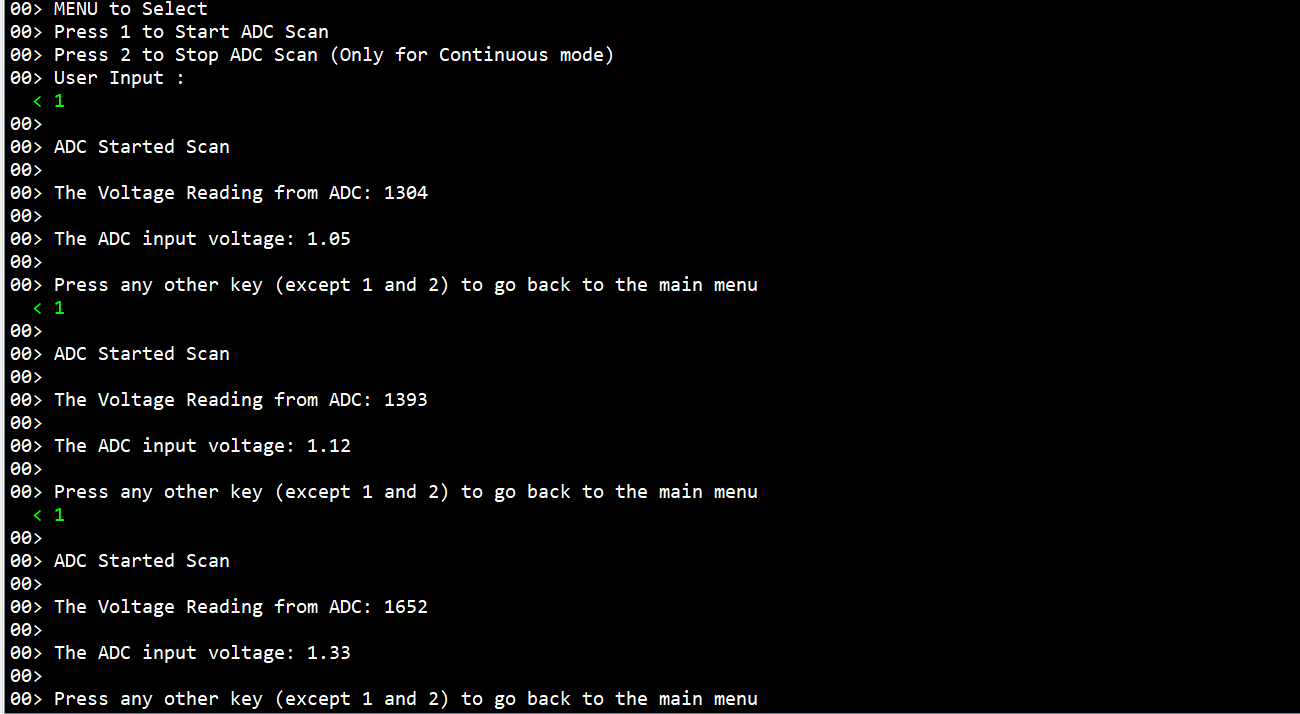 00> MENU to Select
00> Press 1 to Start ADC Scan
00> Press 2 to Stop ADC Scan (Only for Continuous mode)
00> User Input :
< 1
00>
00> ADC Started Scan
00>
00> The Voltage Reading from ADC: 1304
00>
00> The ADC input voltage: 1.05
00>
00> Press any other key (except 1 and 2) to go back to the main menu
< 1
00>
00> ADC Started Scan
00>
00> The Voltage Reading from ADC: 1393
00>
00> The ADC input voltage: 1.12
00>
00> Press any other key (except 1 and 2) to go back to the main menu
< 1
00>
00> ADC Started Scan
00>
00> The Voltage Reading from ADC: 1652
00>
00> The ADC input voltage: 1.33
00>
00> Press any other key (except 1 and 2) to go back to the main menu